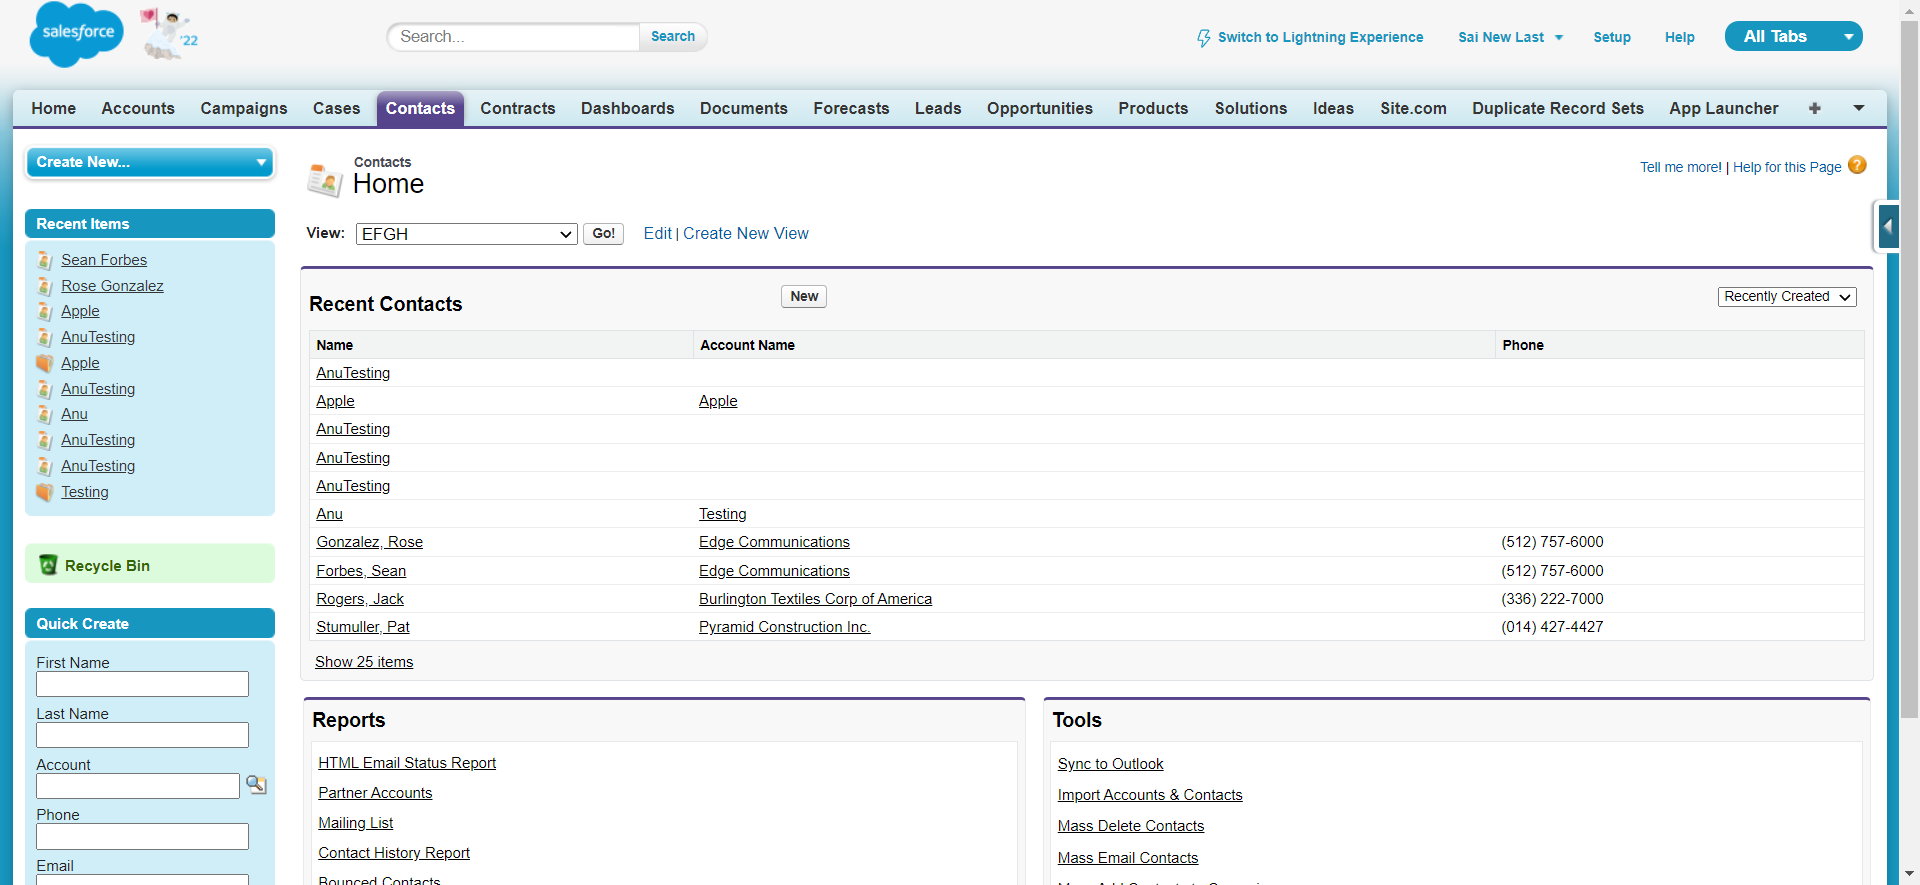 salesforce
'22
Search...
Search
Switch to Lightning Experience
Sai New Last
Setup
Help
All Tabs
Home
Accounts
Campaigns
Cases
Contacts
Contracts
Dashboards
Documents
Forecasts
Leads
Opportunities
Products
Solutions
Ideas
Site.com
Duplicate Record Sets
App Launcher
+
Create New...
Recent Items
Sean Forbes
Rose Gonzalez
Apple
AnuTesting
Apple
AnuTesting
Anu
AnuTesting
AnuTesting
Testing
Recycle Bin
Quick Create
First Name
Last Name
Account
Phone
Email
Contacts
Home
Tell me more! | Help for this Page
?
View: EFGH Go! Edit | Create New View
Recent Contacts
New
Recently Created
Name Account Name Phone
AnuTesting
Apple Apple
AnuTesting
AnuTesting
AnuTesting
Anu Testing
Gonzalez, Rose Edge Communications (512) 757-6000
Forbes, Sean Edge Communications (512) 757-6000
Rogers, Jack Burlington Textiles Corp of America (336) 222-7000
Stumuller, Pat Pyramid Construction Inc. (014) 427-4427
Show 25 items
Reports
HTML Email Status Report
Partner Accounts
Mailing List
Contact History Report
Bounced Contacts
Tools
Sync to Outlook
Import Accounts & Contacts
Mass Delete Contacts
Mass Email Contacts